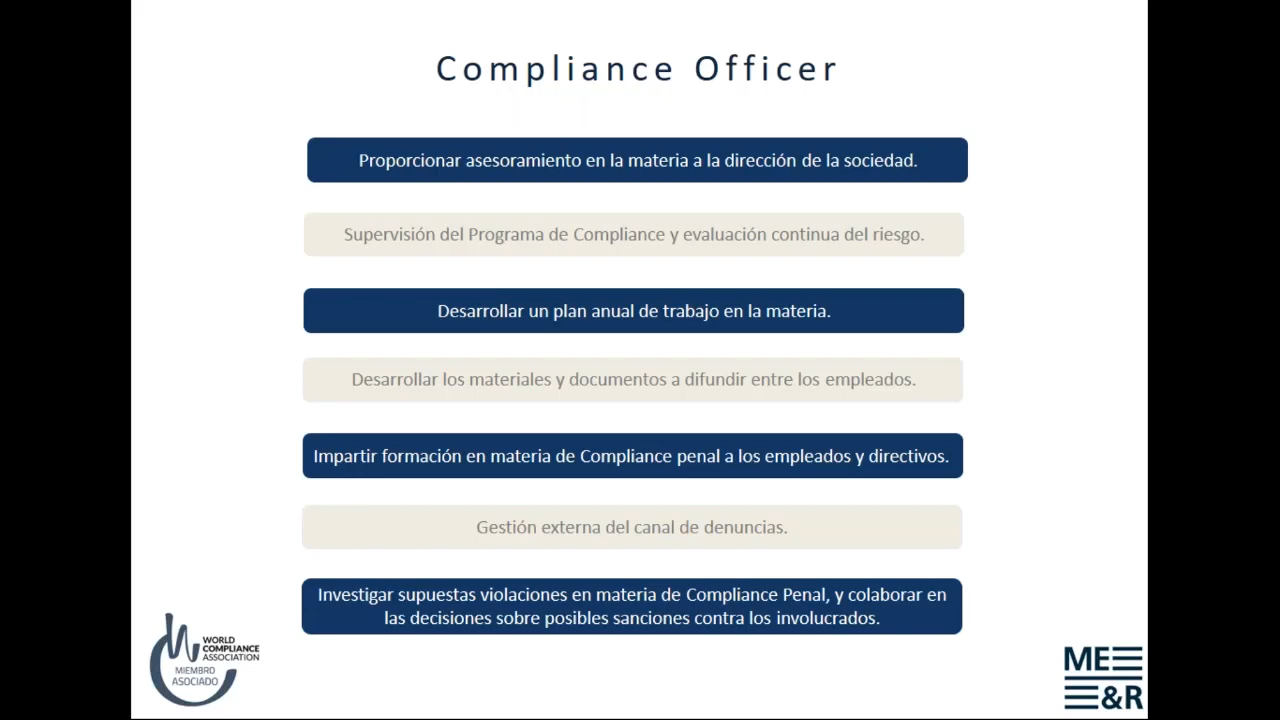 Compliance Officer
Proporcionar asesoramiento en la materia a la dirección de la sociedad.
Supervisión del Programa de Compliance y evaluación continua del riesgo.
Desarrollar un plan anual de trabajo en la materia.
Desarrollar los materiales y documentos a difundir entre los empleados.
Impartir formación en materia de Compliance penal a los empleados y directivos.
Gestión externa del canal de denuncias.
Investigar supuestas violaciones en materia de Compliance Penal, y colaborar en
las decisiones sobre posibles sanciones contra los involucrados.
WORLD
COMPLIANCE
ASSOCIATION
MIEMBRO
ASOCIADO
ME
&R